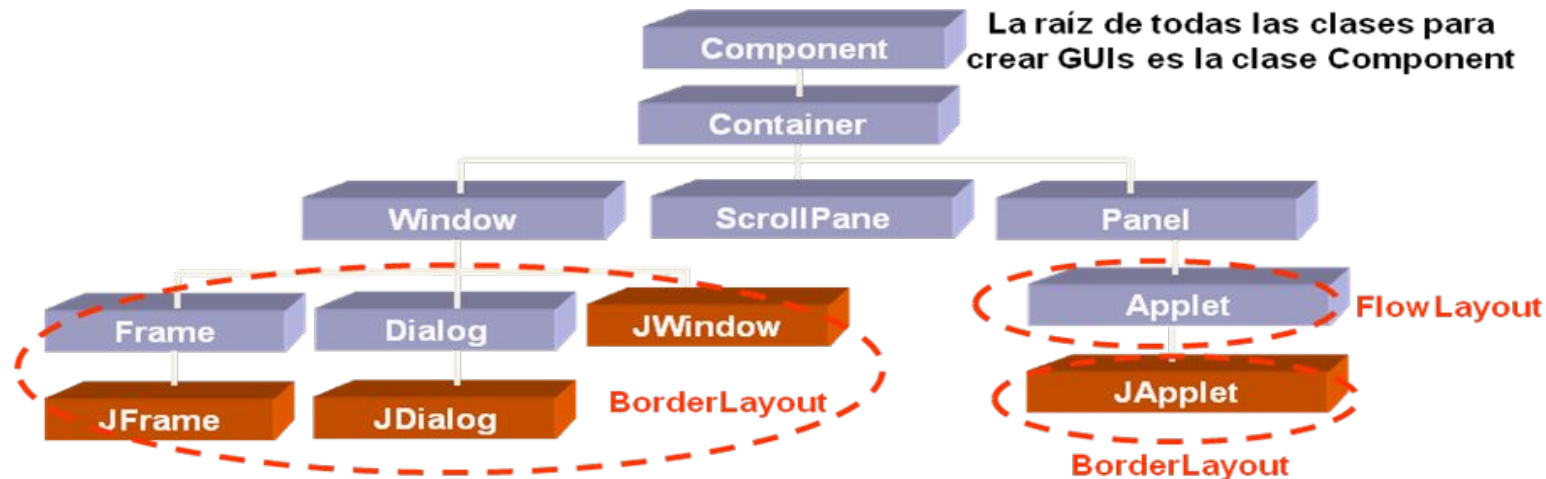 La raíz de todas las clases para
crear GUIs es la clase Component
Component
Container
Window
ScrollPane
Panel
Frame
Dialog
JWindow
Applet
FlowLayout
JFrame
JDialog
BorderLayout
JApplet
BorderLayout